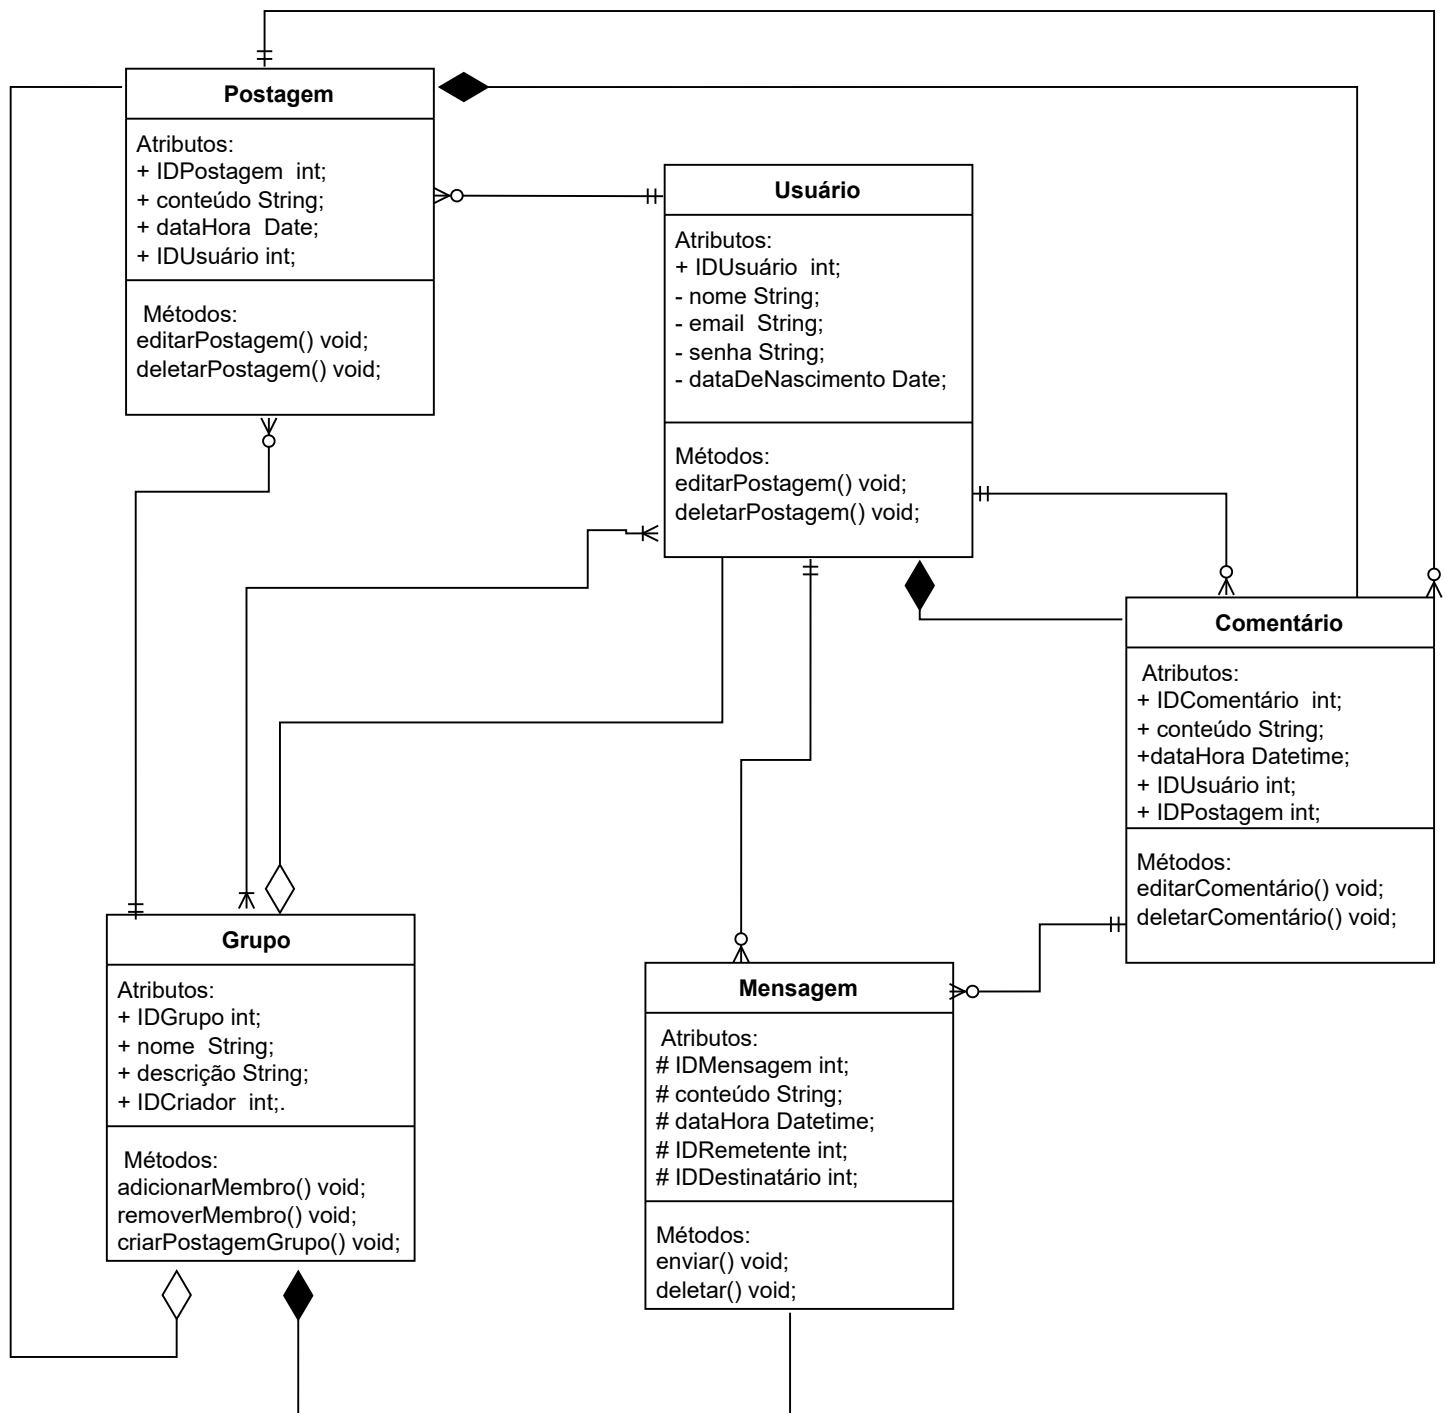 Postagem
Atributos:
+ IDPostagem  int;
+ conteúdo String;
+ dataHora  Date;
+ IDUsuário int;
Métodos:
editarPostagem() void;
deletarPostagem() void;
Usuário
Atributos:
+ IDUsuário  int;
- nome String;
- email  String;
- senha String;
- dataDeNascimento Date;
Métodos:
editarPostagem() void;
deletarPostagem() void;
Comentário
Atributos:
+ IDComentário  int;
+ conteúdo String;
+dataHora Datetime;
+ IDUsuário int;
+ IDPostagem int;
Métodos:
editarComentário() void;
deletarComentário() void;
Grupo
Atributos:
+ IDGrupo int;
+ nome  String;
+ descrição String;
+ IDCriador  int;.
Métodos:
adicionarMembro() void;
removerMembro() void;
criarPostagemGrupo() void;
Mensagem
Atributos:
# IDMensagem int;
# conteúdo String;
# dataHora Datetime;
# IDRemetente int;
# IDDestinatário int;
Métodos:
enviar() void;
deletar() void;